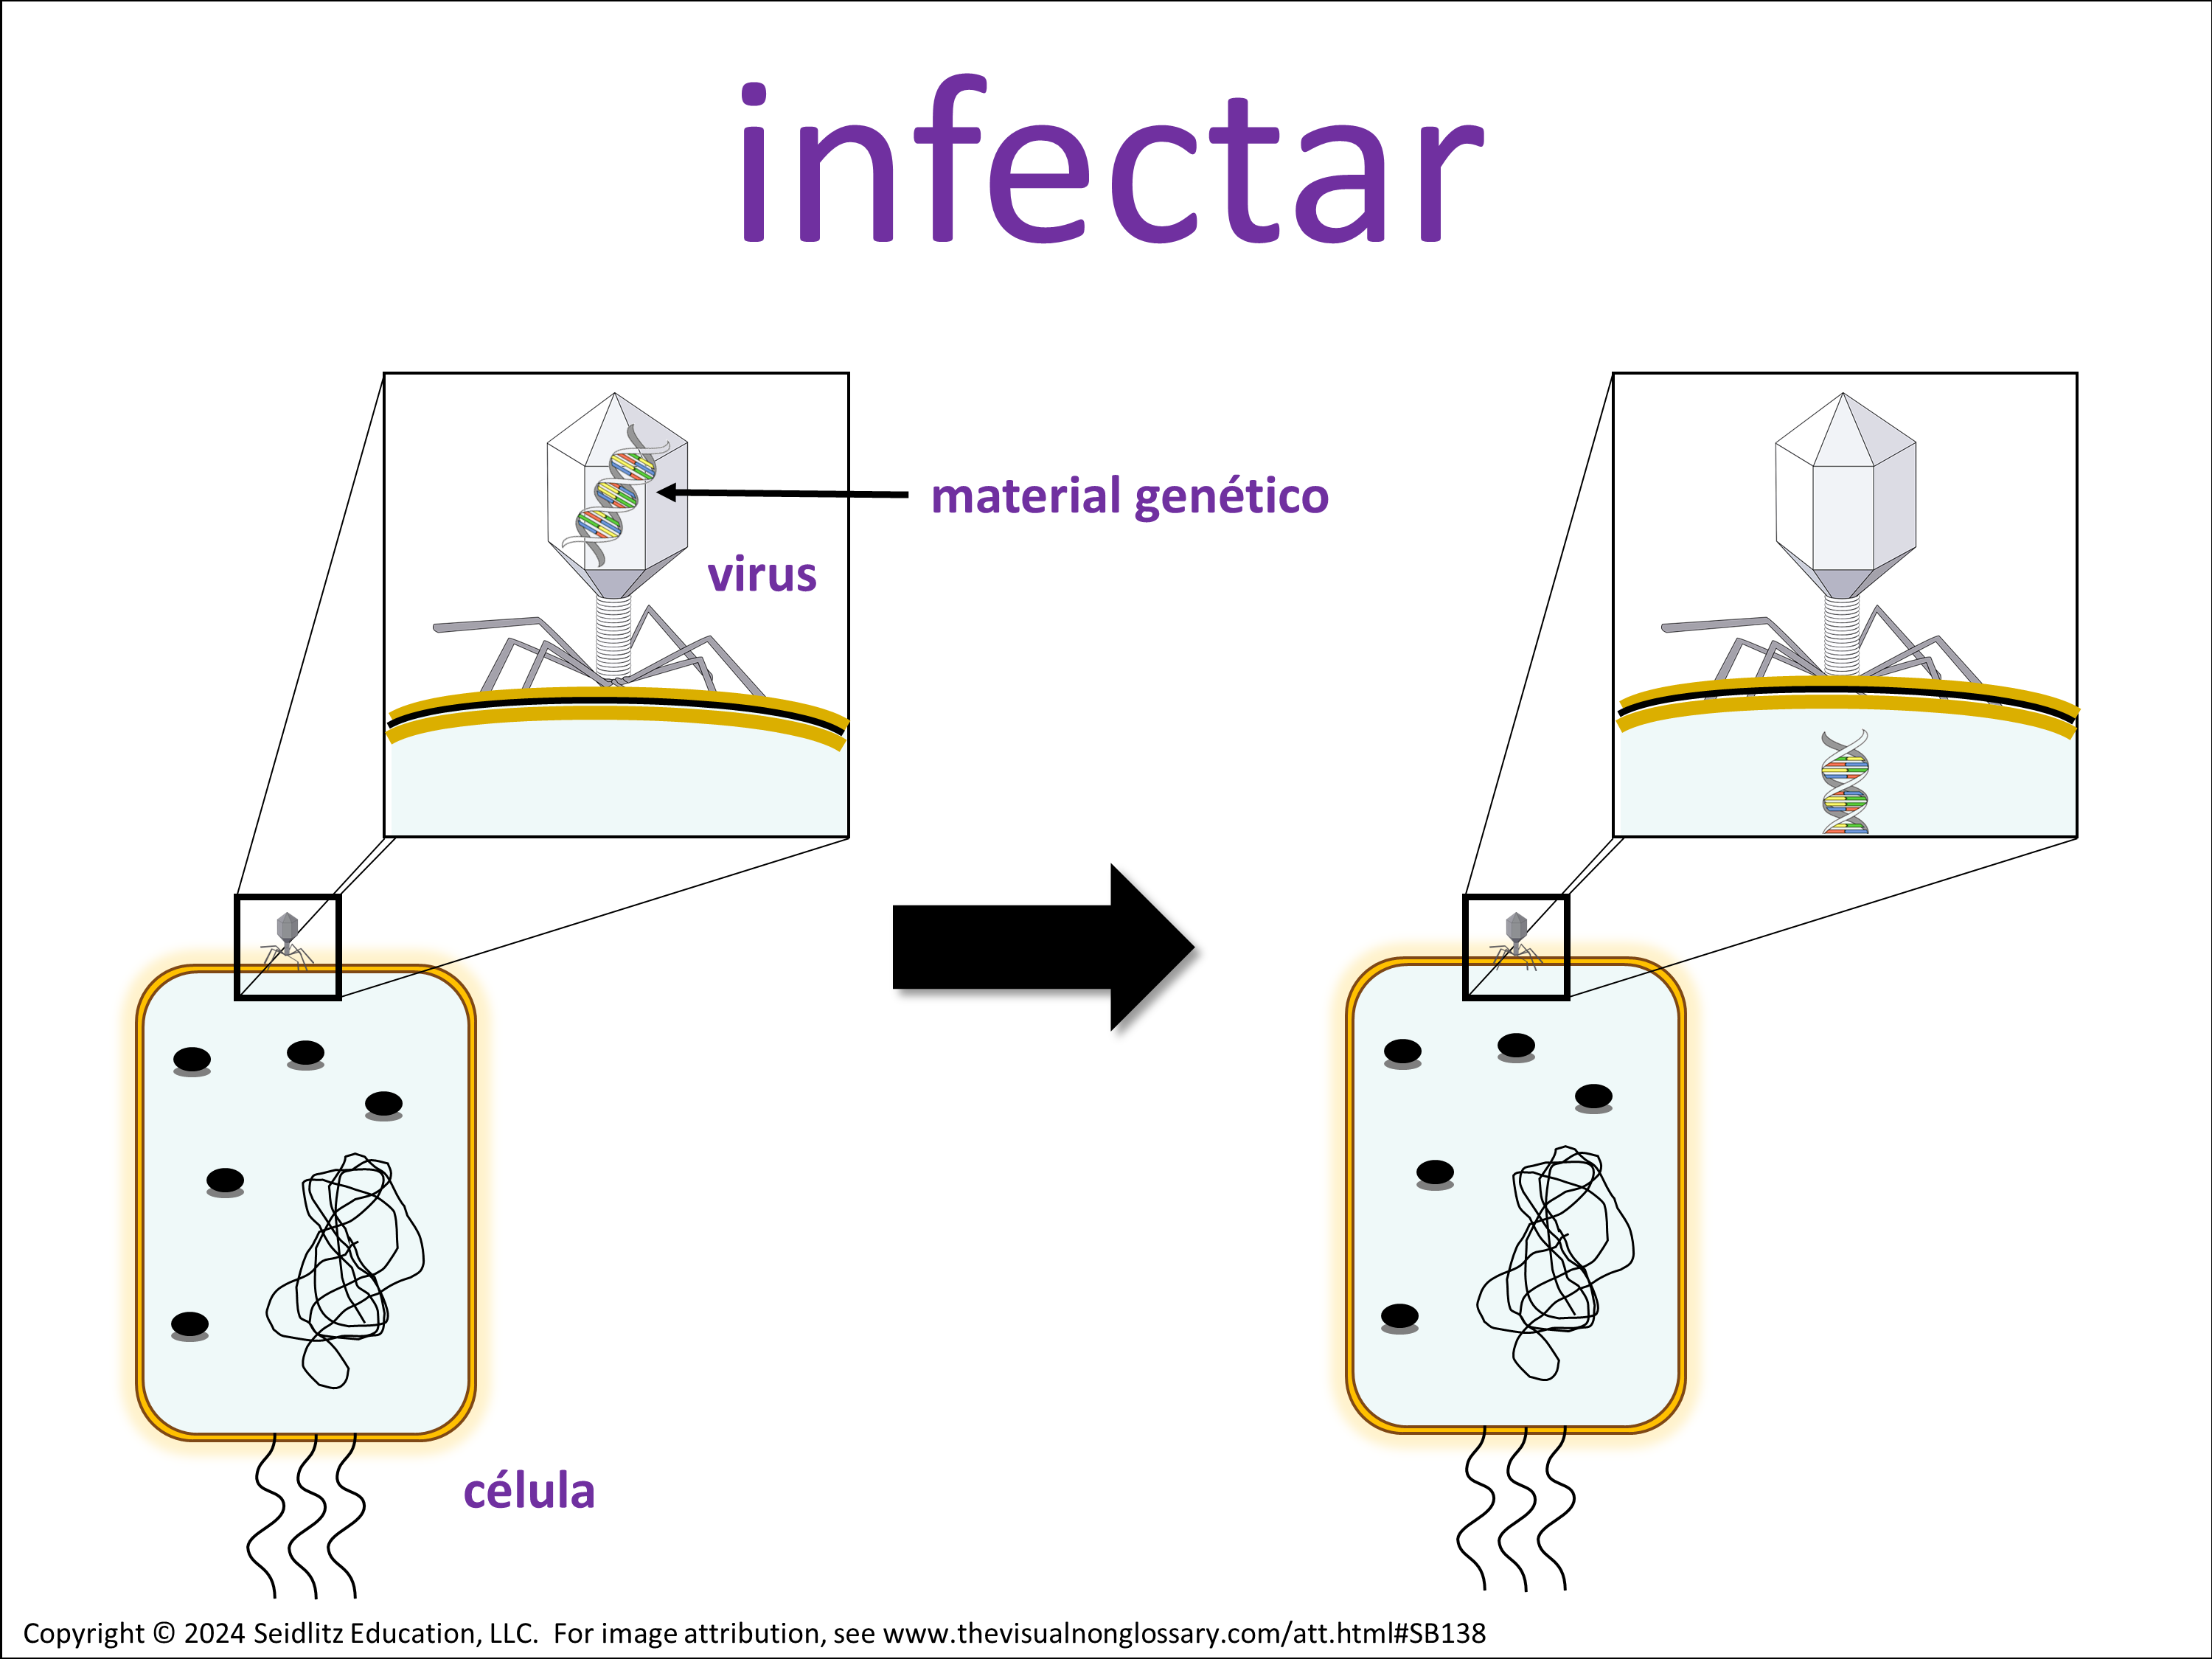 infectar
material genético
virus
célula
Copyright © 2024 Seidlitz Education, LLC.  For image attribution, see www.thevisualnonglossary.com/att.html#SB138